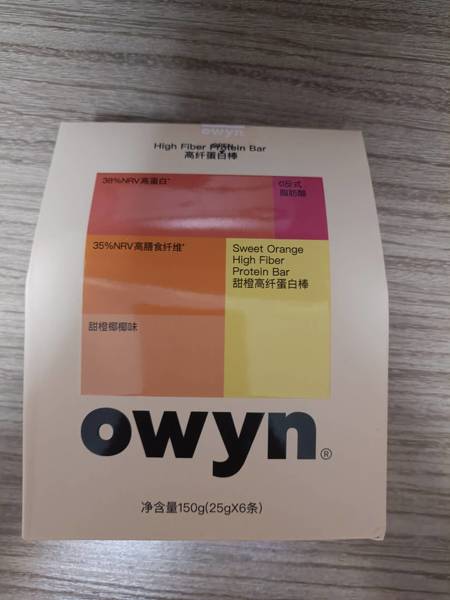 owyn
High Fiber Protein Bar
高纤蛋白棒
38%NRV高蛋白*
0反式
脂肪酸
35%NRV高膳食纤维*
Sweet Orange
High Fiber
Protein Bar
甜橙高纤蛋白棒
甜橙椰椰味
owyn®
净含量150g(25gX6条)